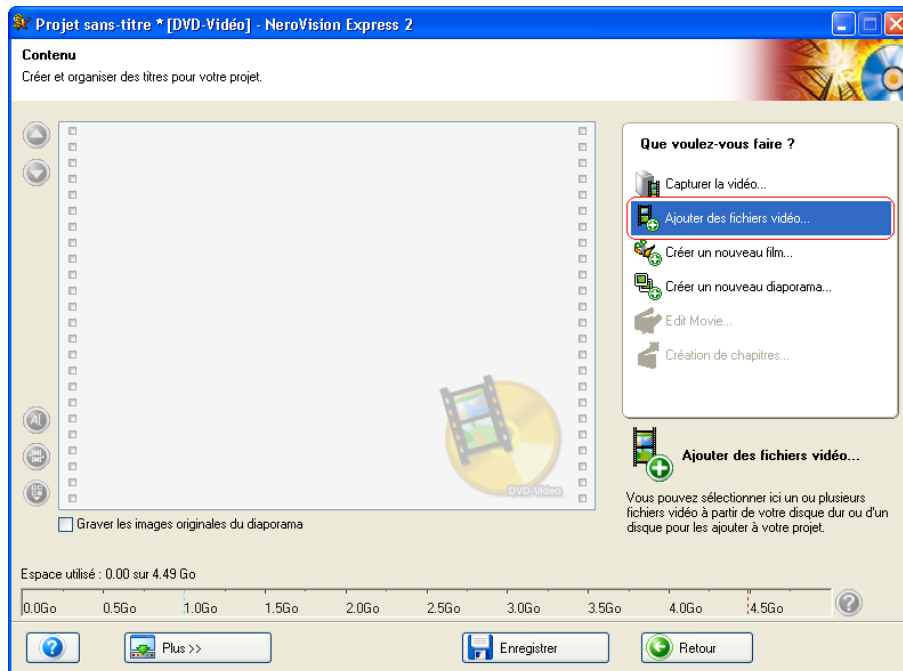 Projet sans-titre * [DVD-Vidéo] - NeroVision Express 2
Contenu
Créer et organiser des titres pour votre projet.
Que voulez-vous faire ?
Capturer la vidéo...
Ajouter des fichiers vidéo...
Créer un nouveau film...
Créer un nouveau diaporama...
Edit Movie...
Création de chapitres...
DVD-Video
Ajouter des fichiers vidéo...
Vous pouvez sélectionner ici un ou plusieurs
fichiers vidéo à partir de votre disque dur ou d'un
disque pour les ajouter à votre projet.
Graver les images originales du diaporama
Espace utilisé : 0.00 sur 4.49 Go
0.0Go 0.5Go 1.0Go 1.5Go 2.0Go 2.5Go 3.0Go 3.5Go 4.0Go 4.5Go
Plus >>
Enregistrer
Retour